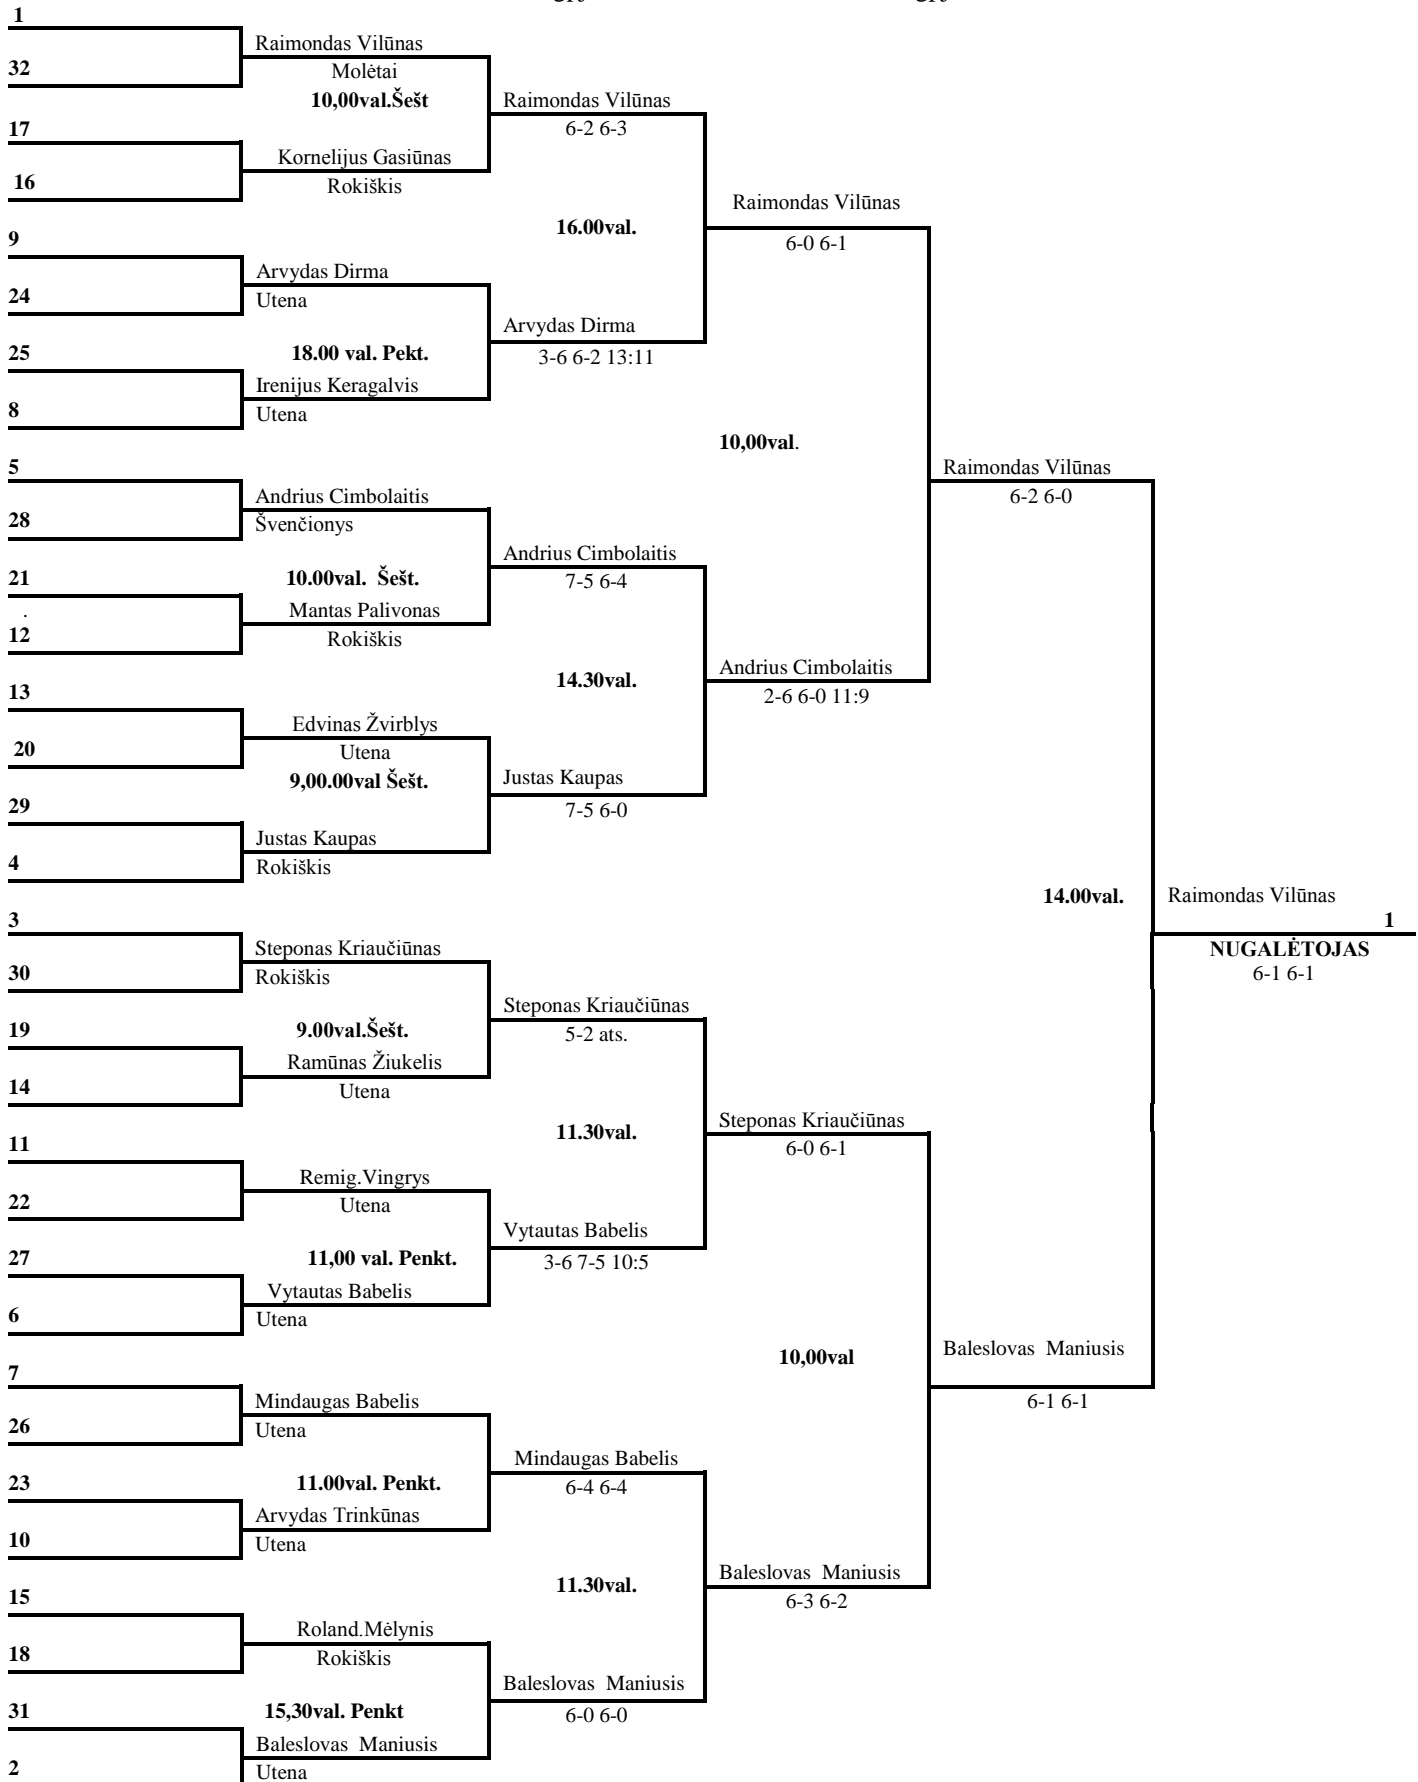 1
Raimondas Vilūnas
32
Molėtai
10,00val.Šešt
Raimondas Vilūnas
17
6-2 6-3
Kornelijus Gasiūnas
16
Rokiškis
Raimondas Vilūnas
16.00val.
9
6-0 6-1
Arvydas Dirma
24
Utena
Arvydas Dirma
25
18.00 val. Pekt.
3-6 6-2 13:11
Irenijus Keragalvis
8
Utena
10,00val.
5
Raimondas Vilūnas
Andrius Cimbolaitis
6-2 6-0
28
Švenčionys
Andrius Cimbolaitis
21
10.00val. Šešt.
7-5 6-4
.
Mantas Palivonas
12
Rokiškis
Andrius Cimbolaitis
14.30val.
13
2-6 6-0 11:9
Edvinas Žvirblys
20
Utena
9,00.00val Šešt.
Justas Kaupas
29
7-5 6-0
Justas Kaupas
4
Rokiškis
14.00val.
Raimondas Vilūnas
3
1
Steponas Kriaučiūnas
NUGALĖTOJAS
30
Rokiškis
6-1 6-1
Steponas Kriaučiūnas
19
9.00val.Šešt.
5-2 ats.
Ramūnas Žiukelis
14
Utena
Steponas Kriaučiūnas
11.30val.
11
6-0 6-1
Remig.Vingrys
22
Utena
Vytautas Babelis
27
11,00 val. Penkt.
3-6 7-5 10:5
Vytautas Babelis
6
Utena
Baleslovas Maniusis
10,00val
7
Mindaugas Babelis
6-1 6-1
26
Utena
Mindaugas Babelis
23
11.00val. Penkt.
6-4 6-4
Arvydas Trinkūnas
10
Utena
Baleslovas Maniusis
11.30val.
15
6-3 6-2
Roland.Mėlynis
18
Rokiškis
Baleslovas Maniusis
31
15,30val. Penkt
6-0 6-0
Baleslovas Maniusis
2
Utena